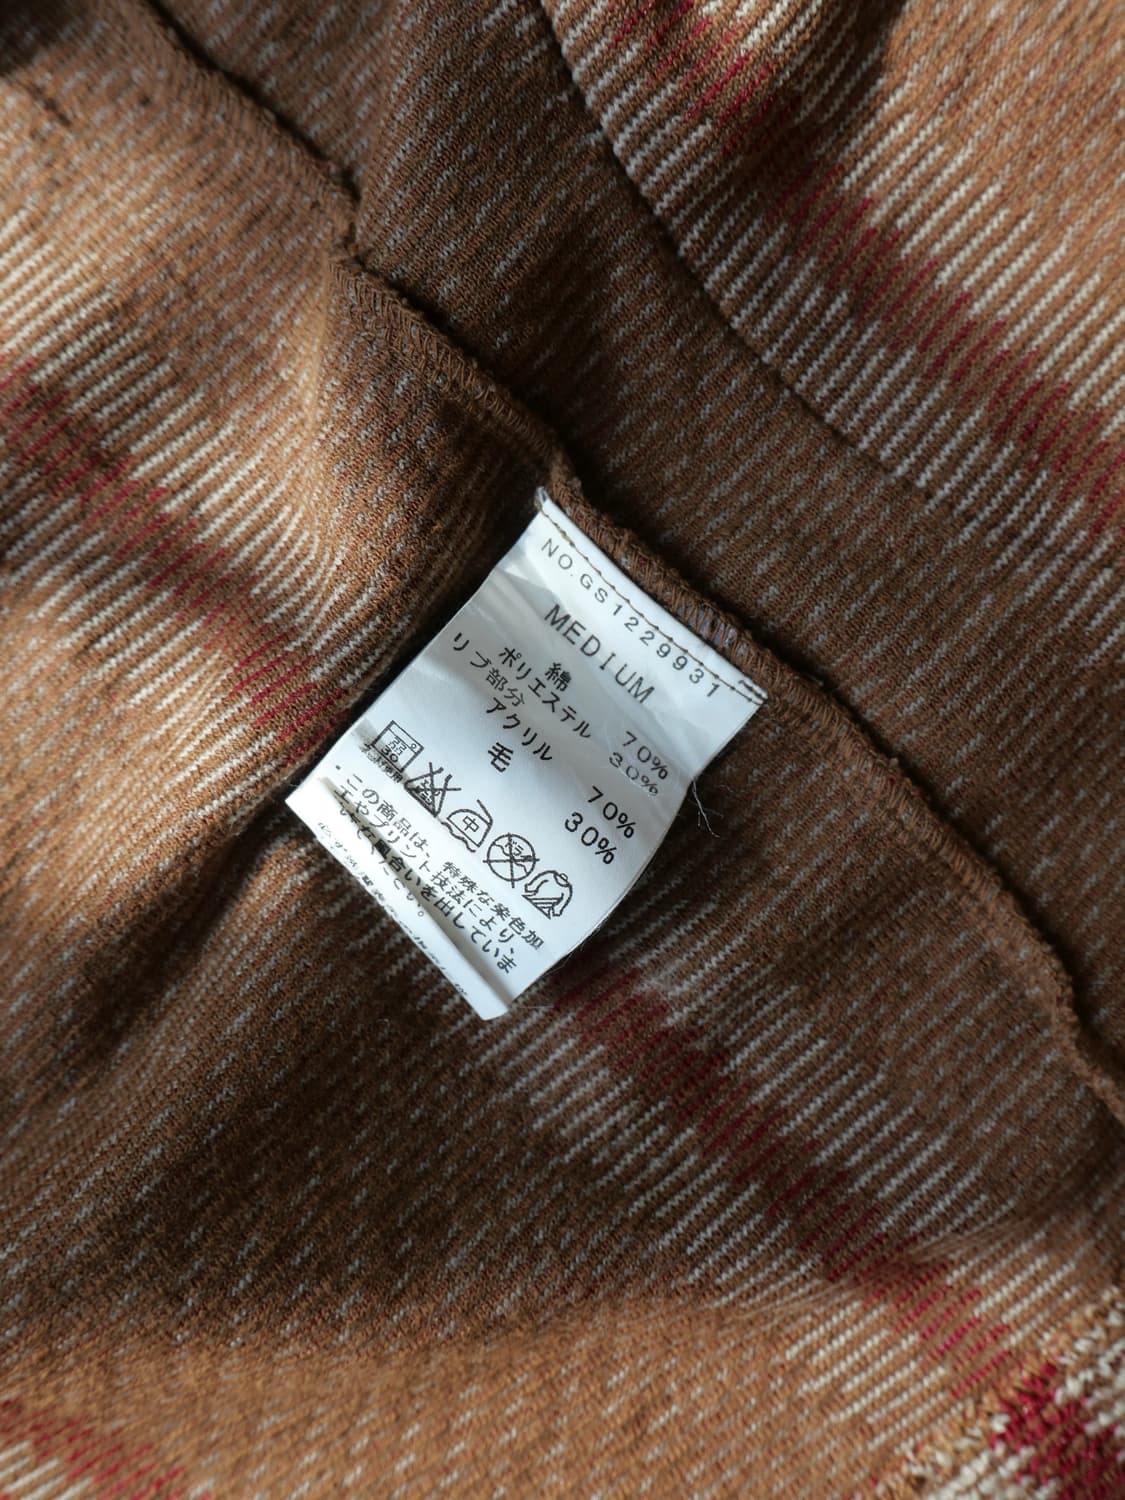 NO.GS1229931
MEDIUM
綿 70%
ポリエステル 30%
リブ部分
アクリル 70%
毛 30%
30
中
この商品は、特殊な染色加
工やプリント技法により、
風合いを出していま